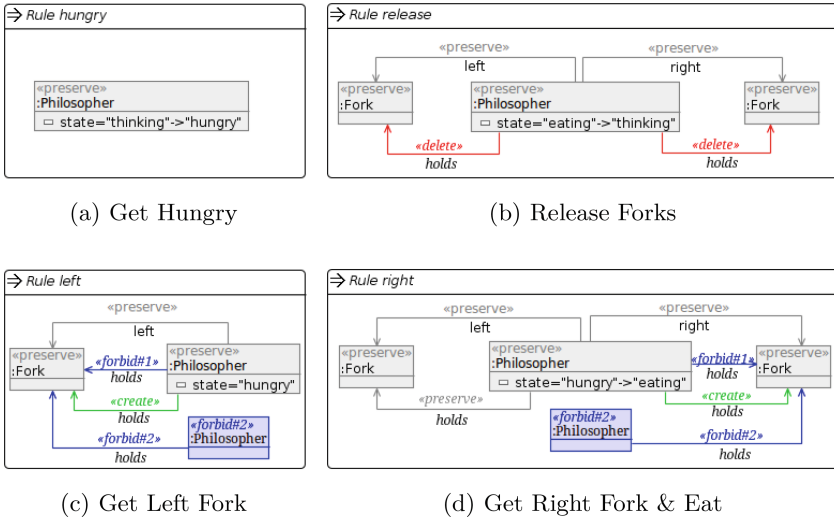 Rule hungry
«preserve»
:Philosopher
state="thinking"->"hungry"
(a) Get Hungry
Rule release
«preserve»
left
«preserve»
right
«preserve»
:Fork
«preserve»
:Philosopher
state="eating"->"thinking"
«preserve»
:Fork
«delete»
holds
«delete»
holds
(b) Release Forks
Rule left
«preserve»
left
«preserve»
:Fork
«forbid#1»
holds
«preserve»
:Philosopher
state="hungry"
«create»
holds
«forbid#2»
holds
«forbid#2»
:Philosopher
(c) Get Left Fork
Rule right
«preserve»
left
«preserve»
right
«preserve»
:Fork
«preserve»
:Philosopher
state="hungry"->"eating"
«forbid#1»
holds
«preserve»
:Fork
«preserve»
holds
«create»
holds
«forbid#2»
:Philosopher
«forbid#2»
holds
(d) Get Right Fork & Eat